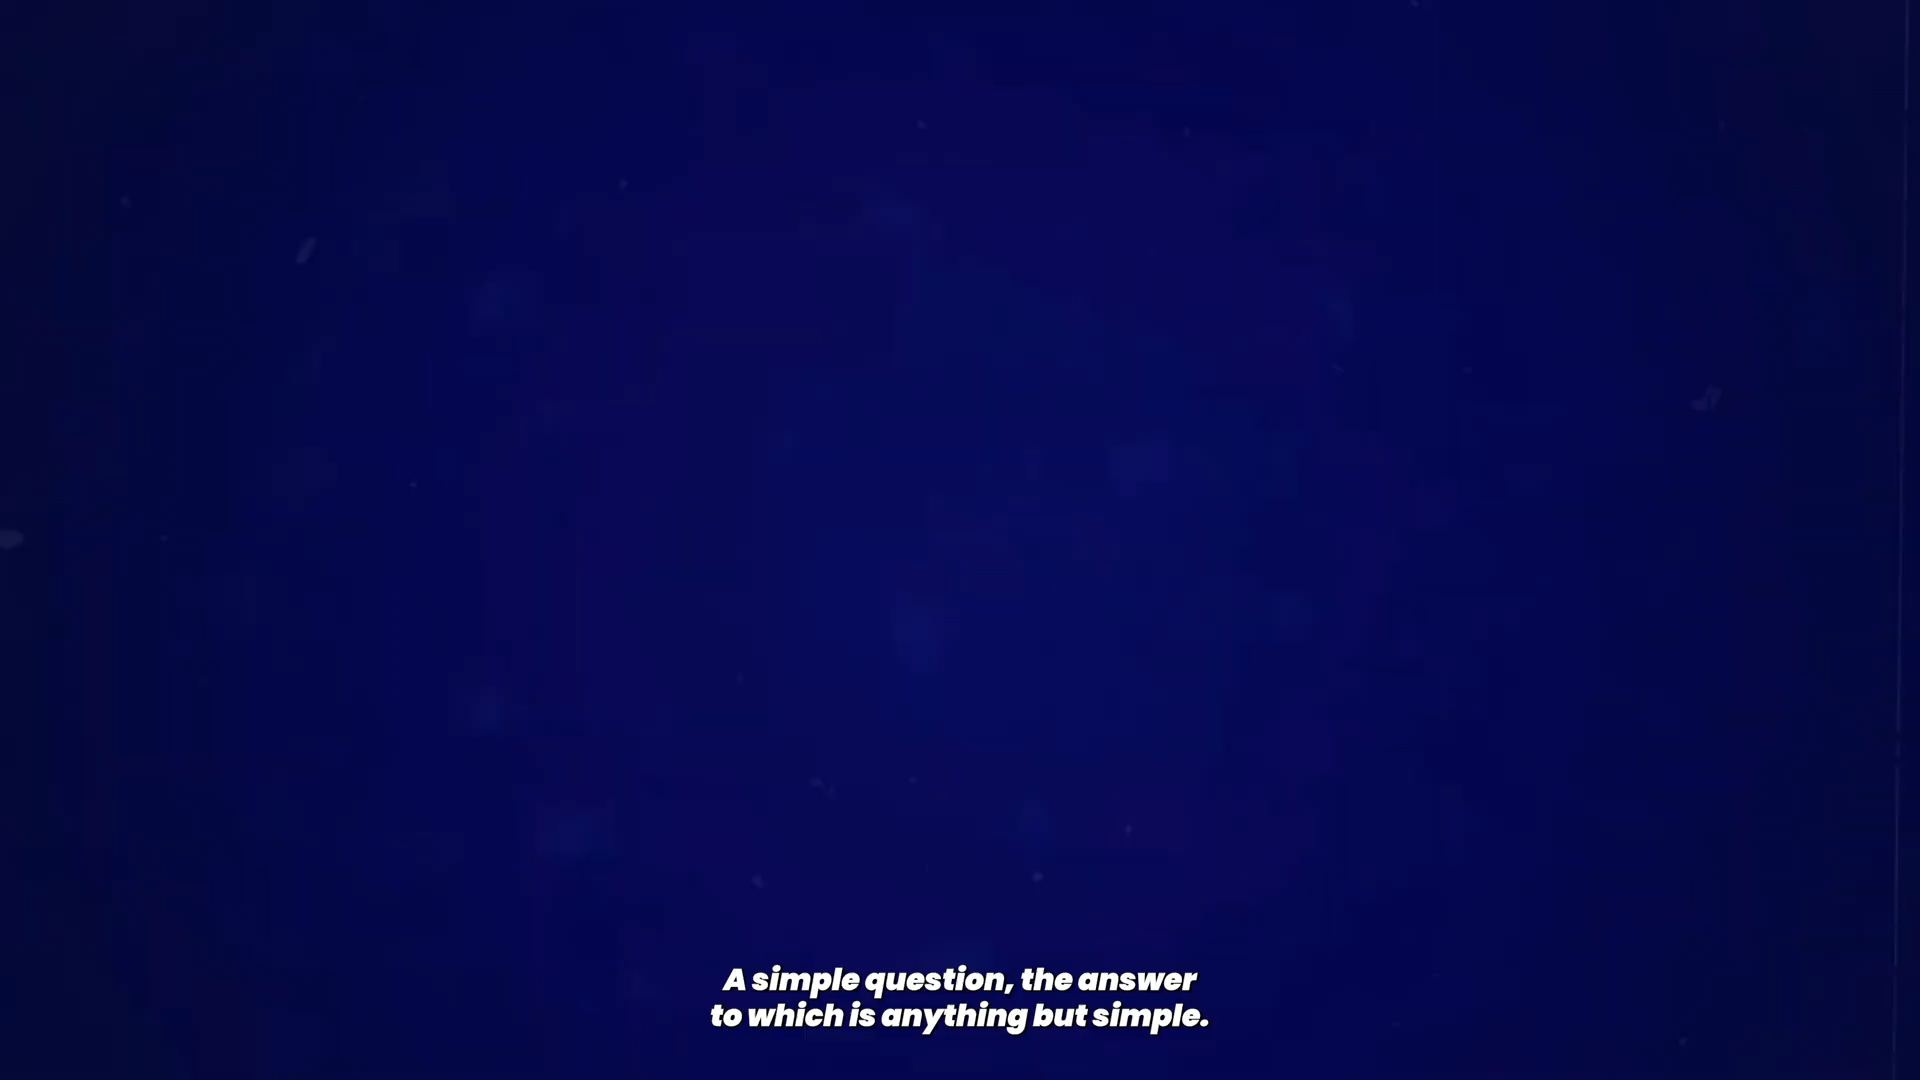 A simple question, the answer
to which is anything but simple.